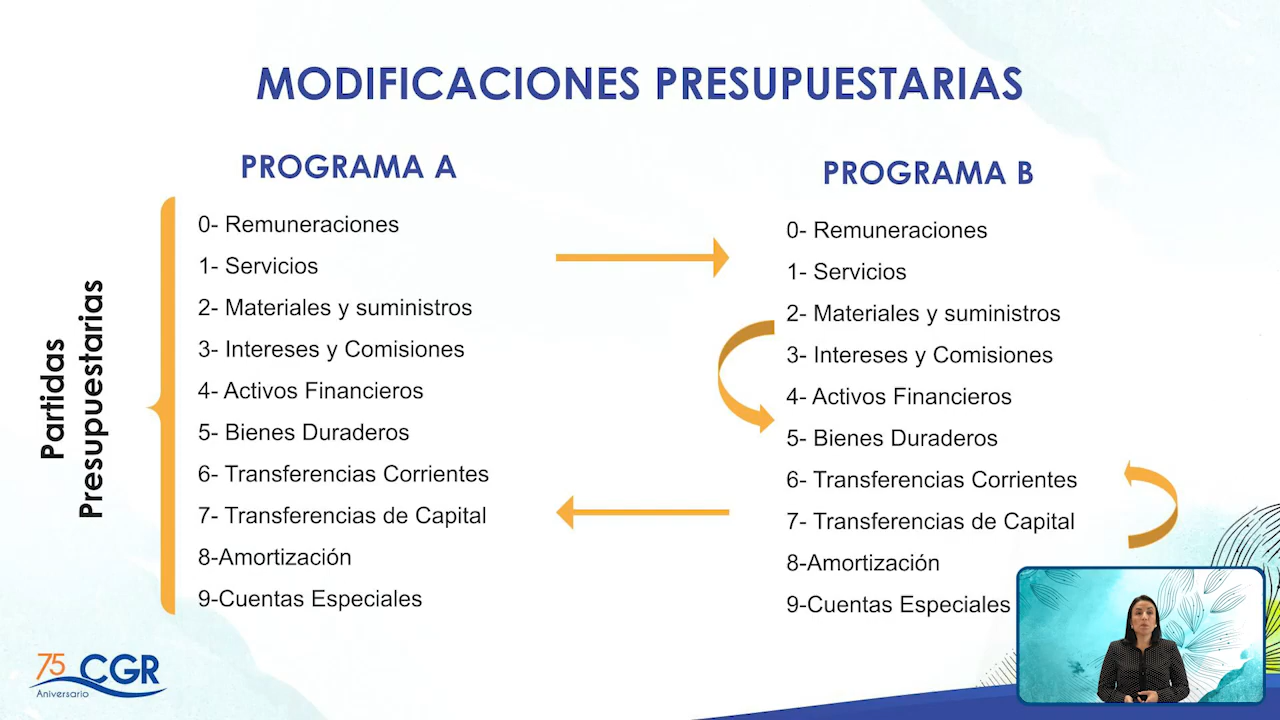 MODIFICACIONES PRESUPUESTARIAS
PROGRAMA A
Partidas
Presupuestarias
0- Remuneraciones
1- Servicios
2- Materiales y suministros
3- Intereses y Comisiones
4- Activos Financieros
5- Bienes Duraderos
6- Transferencias Corrientes
7- Transferencias de Capital
8-Amortización
9-Cuentas Especiales
PROGRAMA B
0- Remuneraciones
1- Servicios
2- Materiales y suministros
3- Intereses y Comisiones
4- Activos Financieros
5- Bienes Duraderos
6- Transferencias Corrientes
7- Transferencias de Capital
8-Amortización
9-Cuentas Especiales
75 CGR
Aniversario